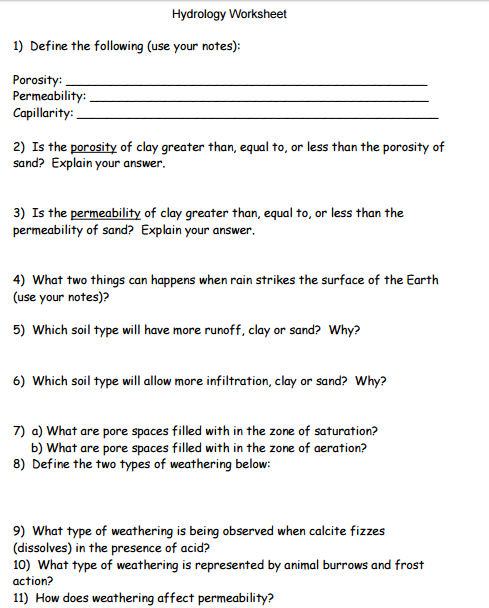 Hydrology Worksheet
1) Define the following (use your notes):
Porosity: ____________________
Permeability: ____________________
Capillarity: ____________________
2) Is the porosity of clay greater than, equal to, or less than the porosity of
sand? Explain your answer.
3) Is the permeability of clay greater than, equal to, or less than the
permeability of sand? Explain your answer.
4) What two things can happens when rain strikes the surface of the Earth
(use your notes)?
5) Which soil type will have more runoff, clay or sand? Why?
6) Which soil type will allow more infiltration, clay or sand? Why?
7) a) What are pore spaces filled with in the zone of saturation?
b) What are pore spaces filled with in the zone of aeration?
8) Define the two types of weathering below:
9) What type of weathering is being observed when calcite fizzes
(dissolves) in the presence of acid?
10) What type of weathering is represented by animal burrows and frost
action?
11) How does weathering affect permeability?